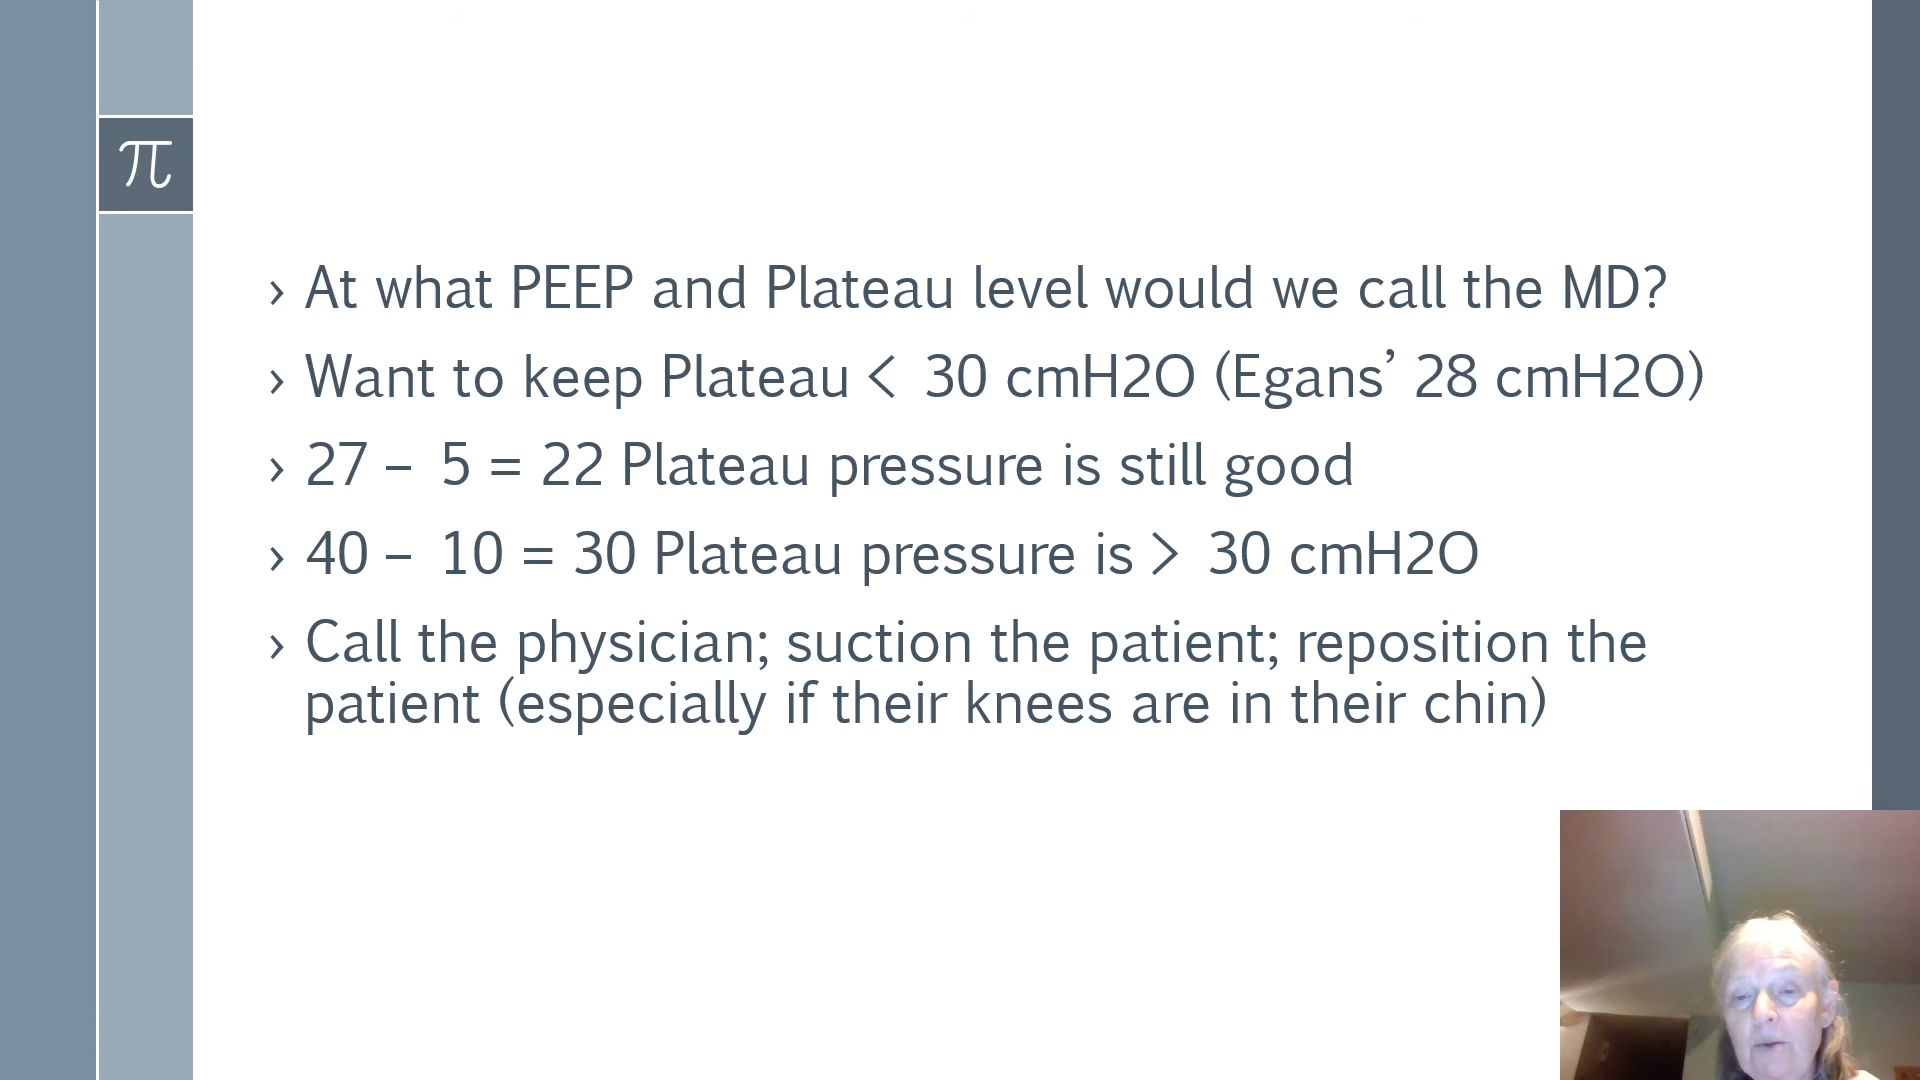 π
› At what PEEP and Plateau level would we call the MD?
› Want to keep Plateau < 30 cmH2O (Egans’ 28 cmH2O)
› 27 – 5 = 22 Plateau pressure is still good
› 40 – 10 = 30 Plateau pressure is > 30 cmH2O
› Call the physician; suction the patient; reposition the
patient (especially if their knees are in their chin)